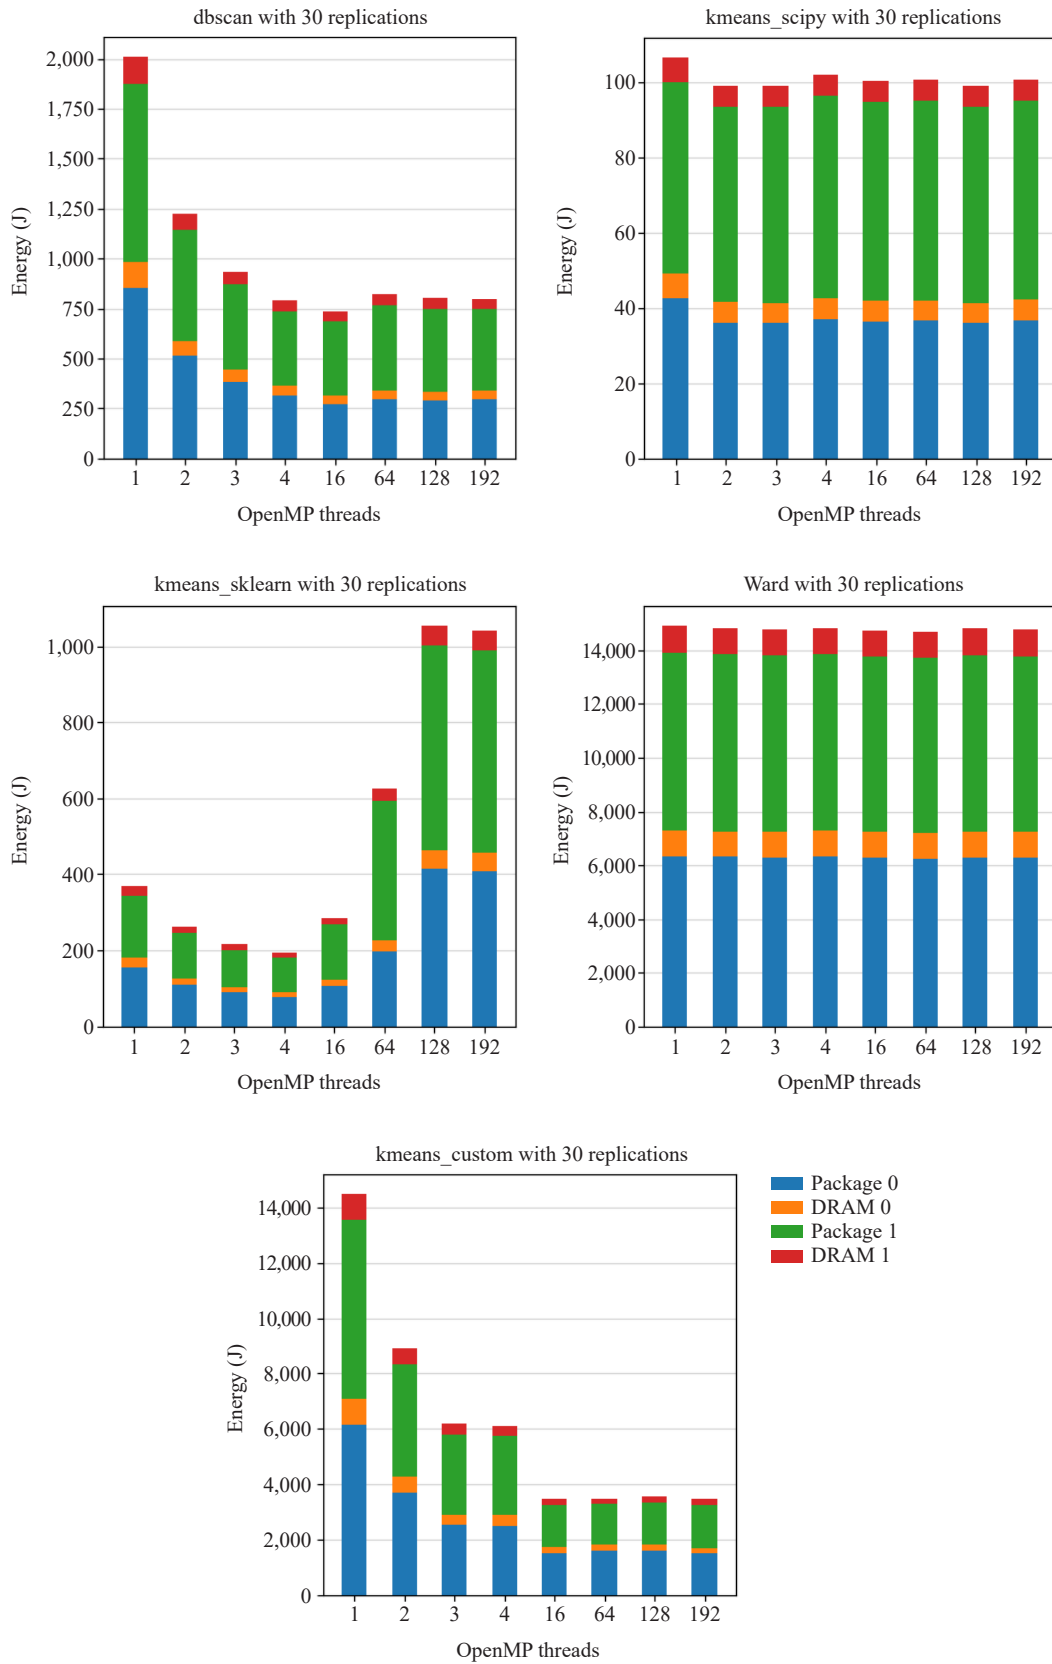 dbscan with 30 replications
2,000
1,750
1,500
1,250
1,000
750
500
250
0
Energy (J)
1 2 3 4 16 64 128 192
OpenMP threads
kmeans_scipy with 30 replications
100
80
60
40
20
0
Energy (J)
1 2 3 4 16 64 128 192
OpenMP threads
kmeans_sklearn with 30 replications
1,000
800
600
400
200
0
Energy (J)
1 2 3 4 16 64 128 192
OpenMP threads
Ward with 30 replications
14,000
12,000
10,000
8,000
6,000
4,000
2,000
0
Energy (J)
1 2 3 4 16 64 128 192
OpenMP threads
kmeans_custom with 30 replications
14,000
12,000
10,000
8,000
6,000
4,000
2,000
0
Energy (J)
1 2 3 4 16 64 128 192
OpenMP threads
Package 0
DRAM 0
Package 1
DRAM 1